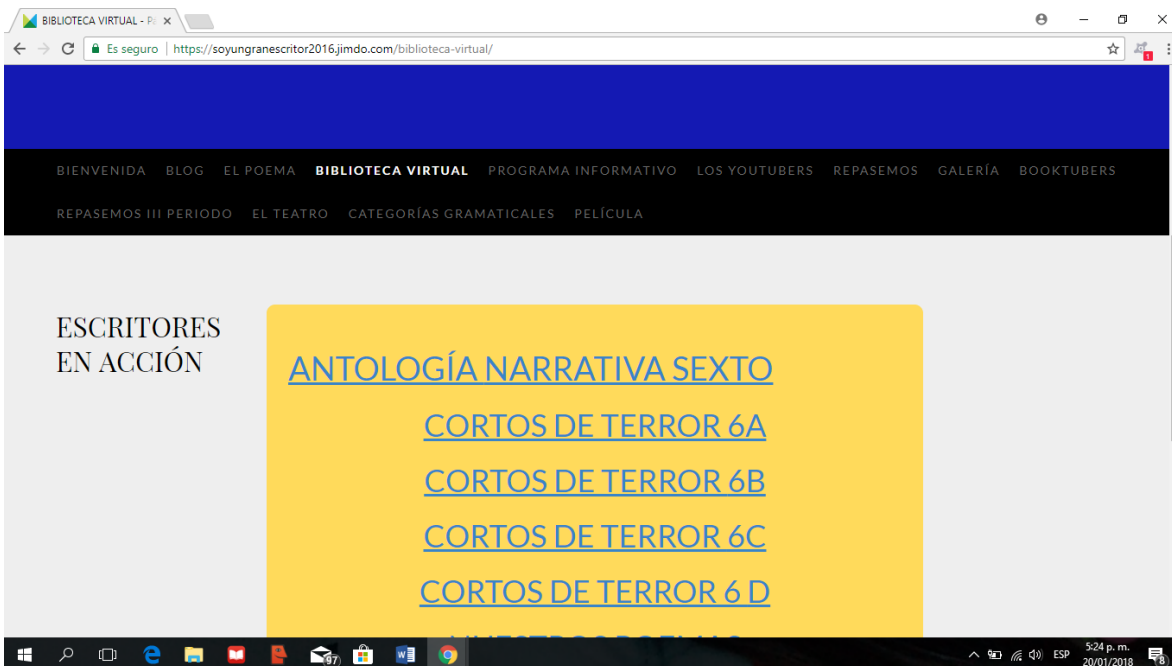 BIBLIOTECA VIRTUAL - P
Es seguro | https://soyungranescritor2016.jimdo.com/biblioteca-virtual/
1
BIENVENIDA BLOG EL POEMA BIBLIOTECA VIRTUAL PROGRAMA INFORMATIVO LOS YOUTUBERS REPASEMOS GALERÍA BOOKTUBERS
REPASEMOS III PERIODO EL TEATRO CATEGORÍAS GRAMATICALES PELÍCULA
ESCRITORES
EN ACCIÓN
ANTOLOGÍA NARRATIVA SEXTO
CORTOS DE TERROR 6A
CORTOS DE TERROR 6B
CORTOS DE TERROR 6C
CORTOS DE TERROR 6 D
NUESTROS POEMAS
97
ESP
5:24 p. m.
20/01/2018